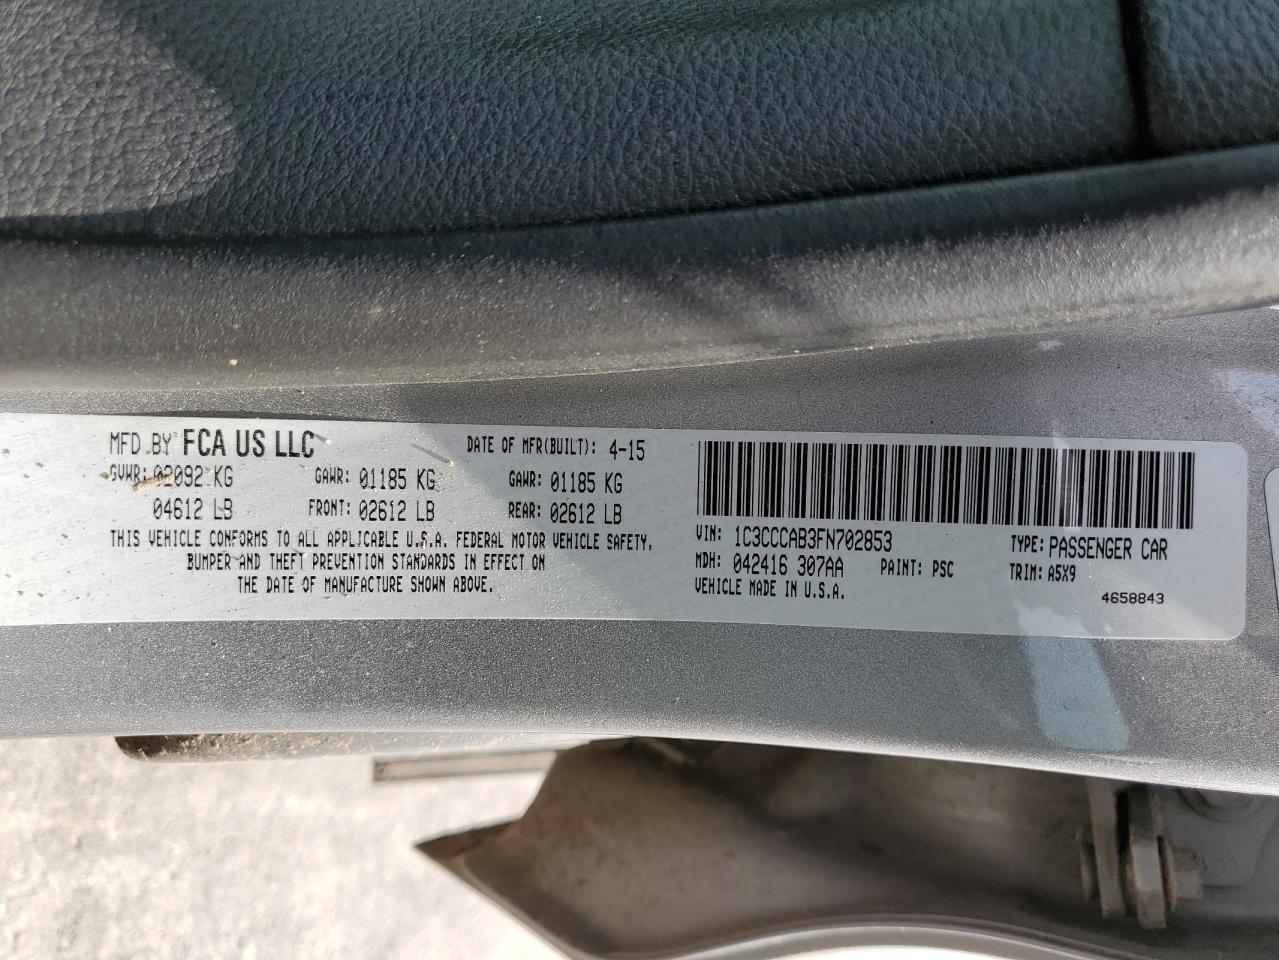 MFD BY FCA US LLC DATE OF MFR(BUILT): 4-15
GVWR: 02092 KG GAWR: 01185 KG GAWR: 01185 KG
04612 LB FRONT: 02612 LB REAR: 02612 LB
THIS VEHICLE CONFORMS TO ALL APPLICABLE U.S.A. FEDERAL MOTOR VEHICLE SAFETY,
BUMPER AND THEFT PREVENTION STANDARDS IN EFFECT ON
THE DATE OF MANUFACTURE SHOWN ABOVE.
VIN: 1C3CCCAB3FN702853 TYPE: PASSENGER CAR
MDH: 042416 307AA PAINT: PSC TRIM: A5X9
VEHICLE MADE IN U.S.A. 4658843